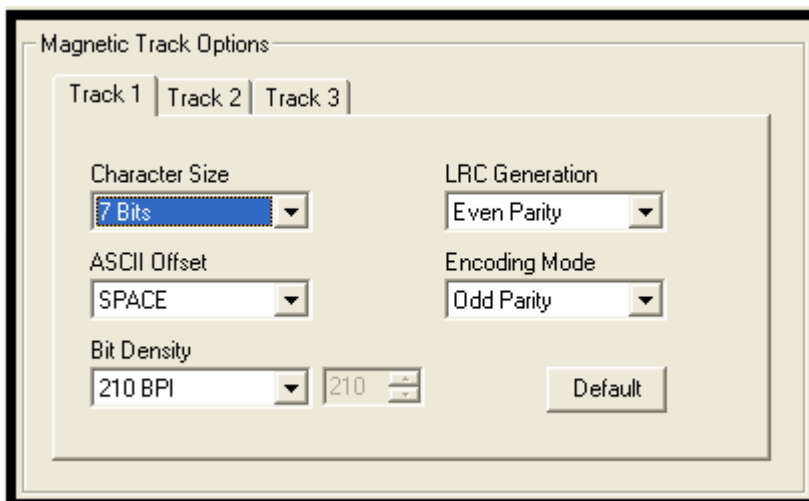 Magnetic Track Options
Track 1 Track 2 Track 3
Character Size LRC Generation
7 Bits Even Parity
ASCII Offset Encoding Mode
SPACE Odd Parity
Bit Density
210 BPI 210 Default